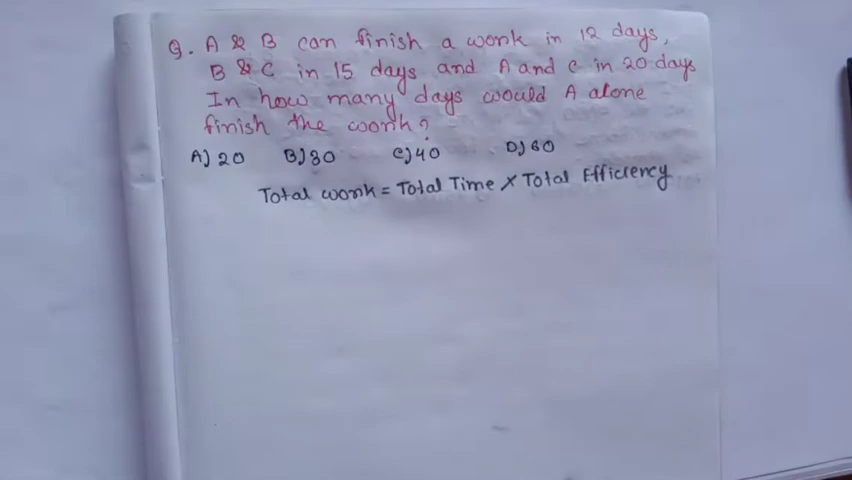 Q. A & B can finish a work in 12 days,
B & C in 15 days and A and C in 20 days
In how many days would A alone
finish the work?
A) 20 B) 30 C) 40 D) 60
Total work = Total Time × Total Efficiency